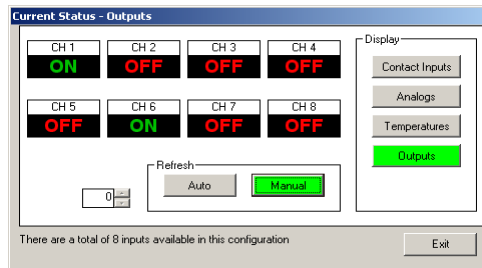 Current Status - Outputs
CH 1 CH 2 CH 3 CH 4
ON OFF OFF OFF
CH 5 CH 6 CH 7 CH 8
OFF ON OFF OFF
Display
Contact Inputs
Analogs
Temperatures
Outputs
Refresh
Auto Manual
0
There are a total of 8 inputs available in this configuration
Exit